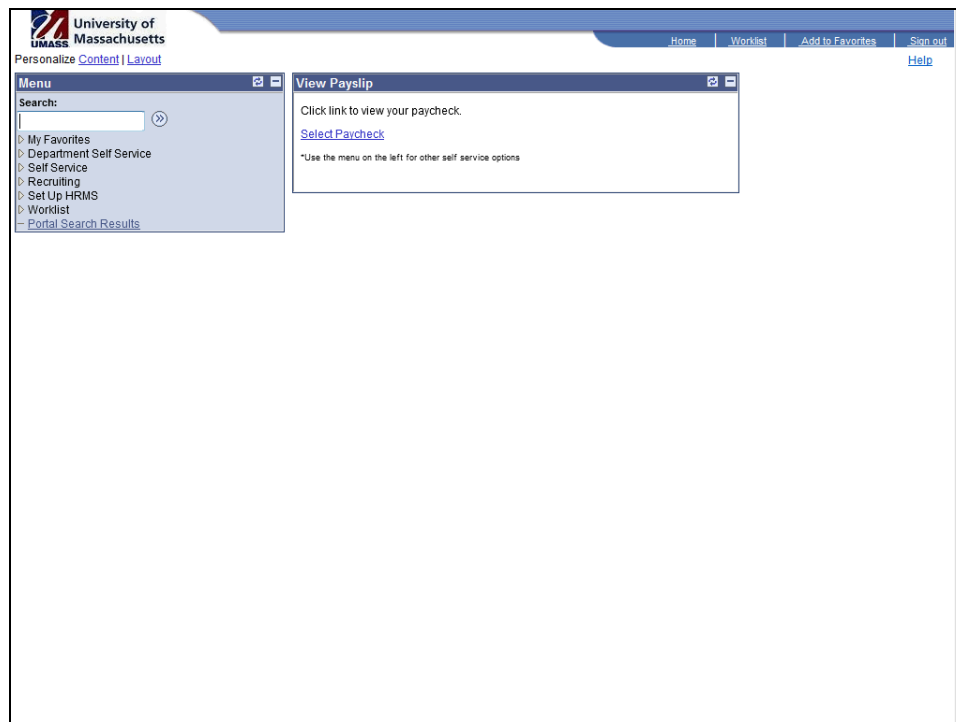 University of
Massachusetts
UMASS
Home Worklist Add to Favorites Sign out
Personalize Content | Layout
Help
Menu
Search:
My Favorites
Department Self Service
Self Service
Recruiting
Set Up HRMS
Worklist
Portal Search Results
View Payslip
Click link to view your paycheck.
Select Paycheck
*Use the menu on the left for other self service options